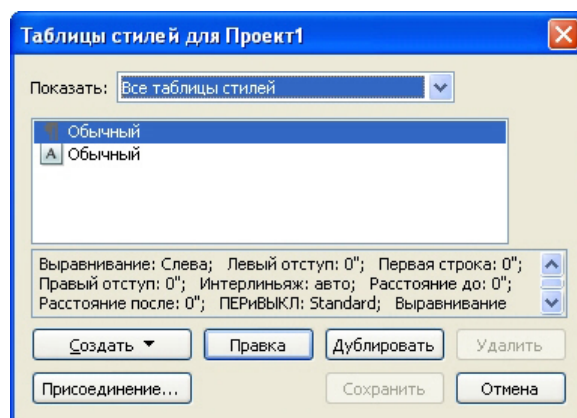 Таблицы стилей для Проект1
Показать: Все таблицы стилей
Обычный
A Обычный
Выравнивание: Слева; Левый отступ: 0"; Первая строка: 0";
Правый отступ: 0"; Интерлиньяж: авто; Расстояние до: 0";
Расстояние после: 0"; ПЕРиВЫКЛ: Standard; Выравнивание
Создать Правка Дублировать Удалить
Присоединение... Сохранить Отмена